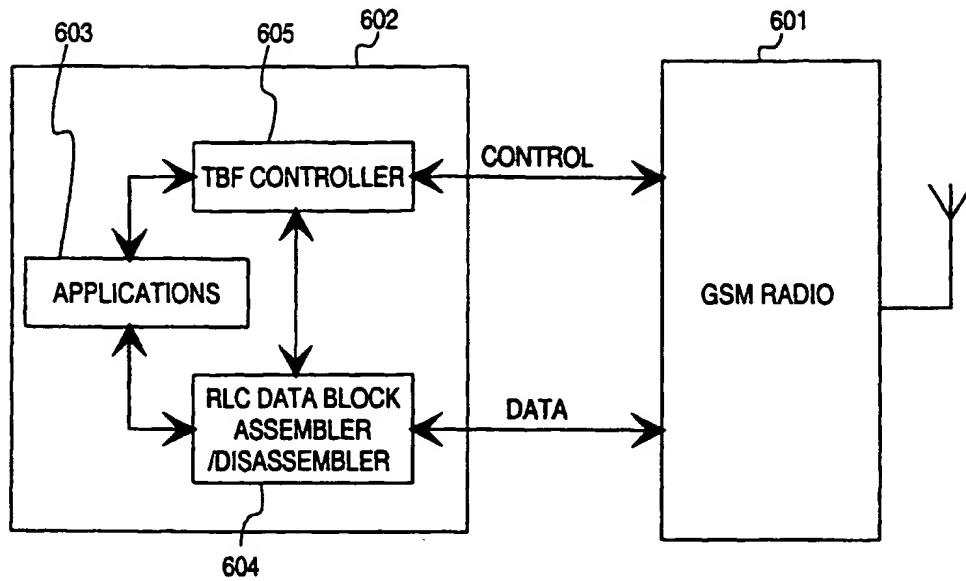 603
605
602
601
TBF CONTROLLER
CONTROL
APPLICATIONS
GSM RADIO
RLC DATA BLOCK
ASSEMBLER
/DISASSEMBLER
DATA
604